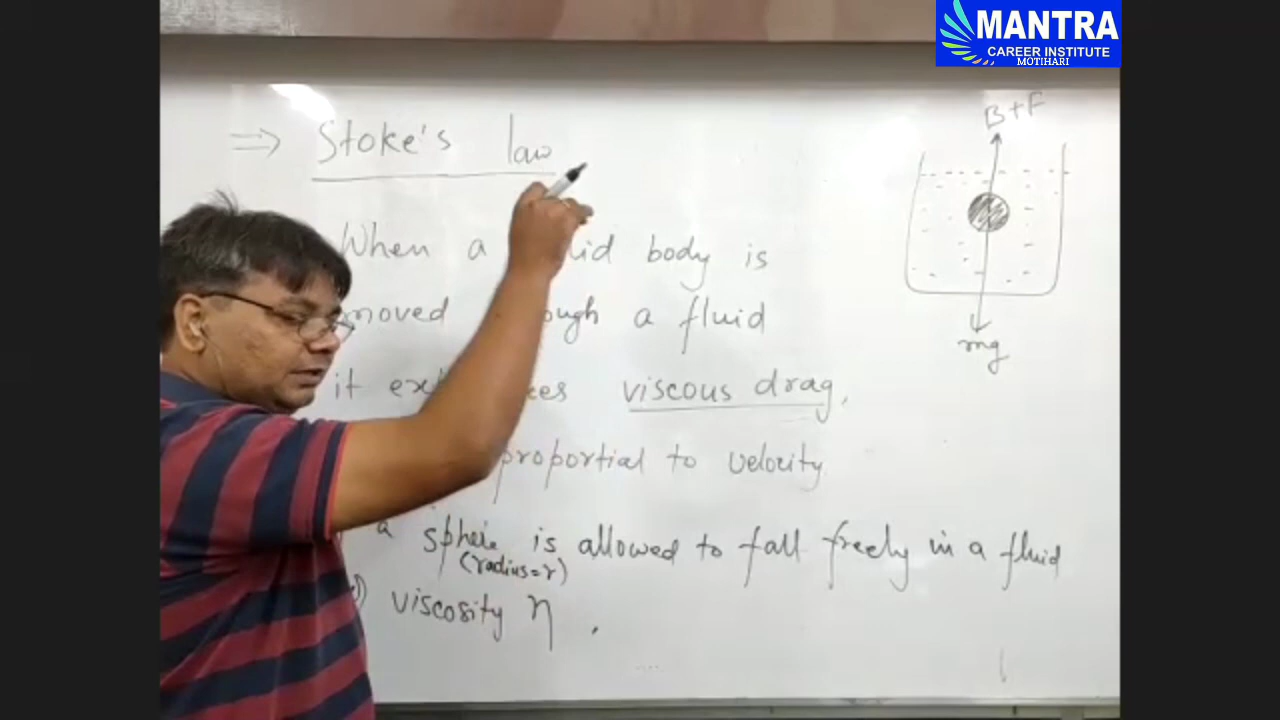 MANTRA
CAREER INSTITUTE
MOTIHARI
⇒ Stoke's law
B+F
When a body is
moved a fluid
it viscous drag.
mg
proportial to velocity
a sphere is allowed to fall freely in a fluid
(radius=r)
viscosity η .